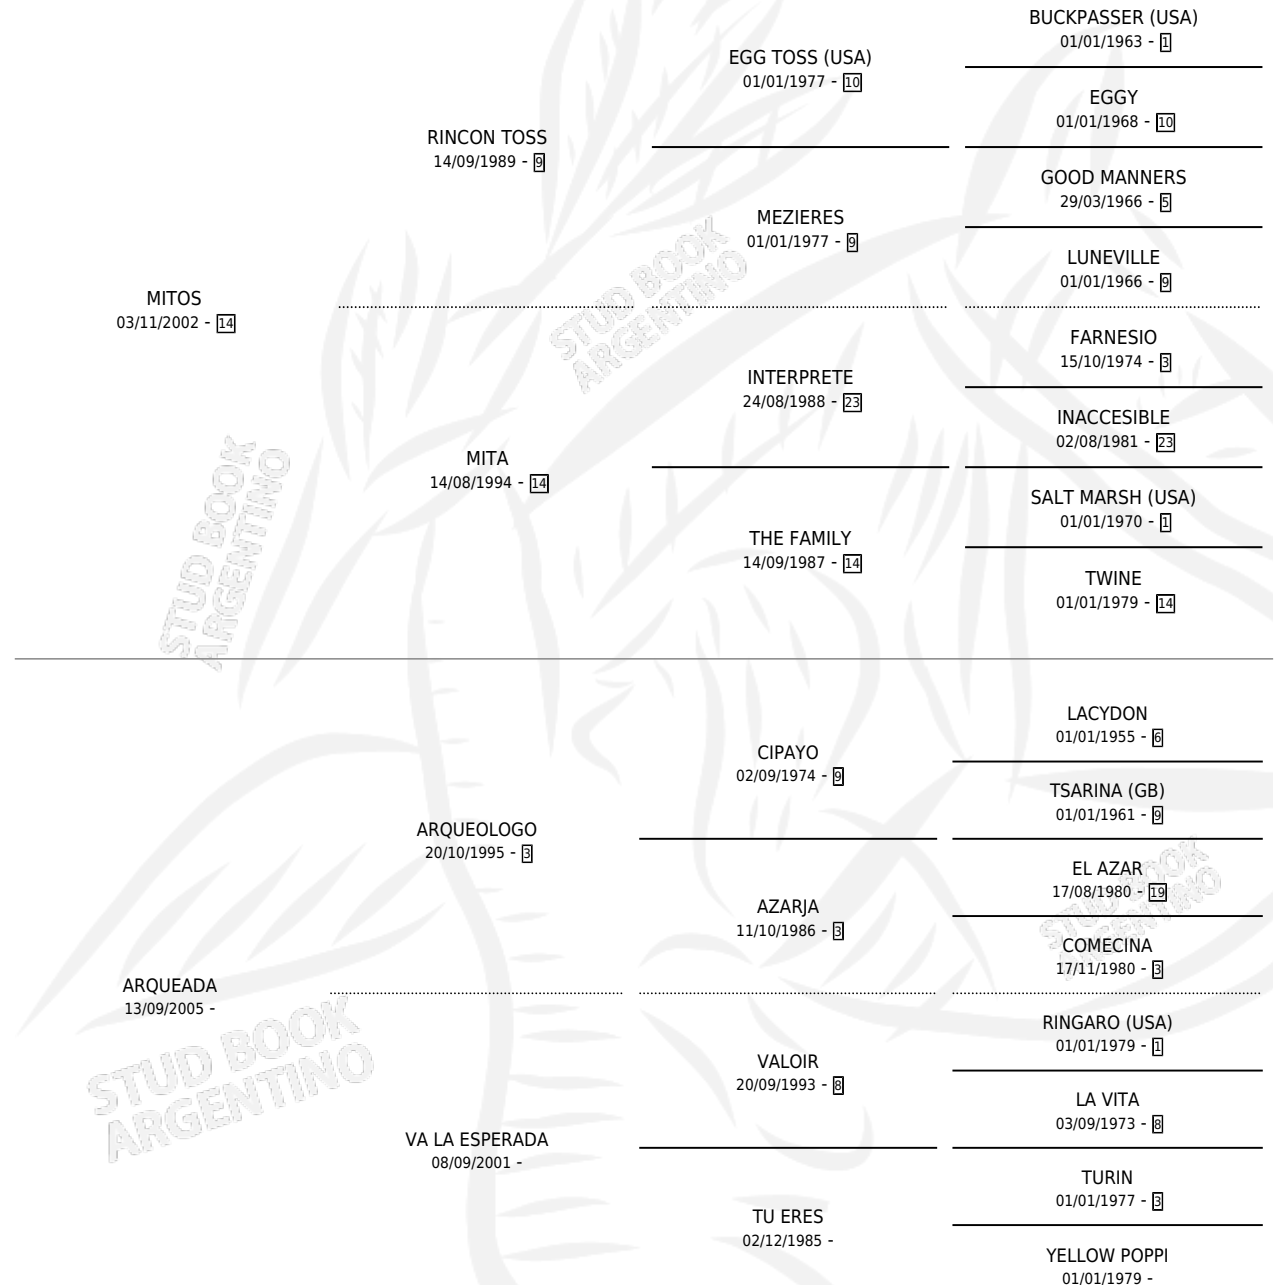 BUCKPASSER (USA)
01/01/1963 - 1
EGG TOSS (USA)
01/01/1977 - 10
EGGY
01/01/1968 - 10
RINCON TOSS
14/09/1989 - 9
GOOD MANNERS
29/03/1966 - 5
MEZIERES
01/01/1977 - 9
LUNEVILLE
01/01/1966 - 9
MITOS
03/11/2002 - 14
FARNESIO
15/10/1974 - 3
INTERPRETE
24/08/1988 - 23
INACCESIBLE
02/08/1981 - 23
MITA
14/08/1994 - 14
SALT MARSH (USA)
01/01/1970 - 1
THE FAMILY
14/09/1987 - 14
TWINE
01/01/1979 - 14
LACYDON
01/01/1955 - 6
CIPAYO
02/09/1974 - 9
TSARINA (GB)
01/01/1961 - 9
ARQUEOLOGO
20/10/1995 - 3
EL AZAR
17/08/1980 - 19
AZARJA
11/10/1986 - 3
COMECINA
17/11/1980 - 3
ARQUEADA
13/09/2005 -
RINGARO (USA)
01/01/1979 - 1
VALOIR
20/09/1993 - 8
LA VITA
03/09/1973 - 8
VA LA ESPERADA
08/09/2001 -
TURIN
01/01/1977 - 3
TU ERES
02/12/1985 -
YELLOW POPPI
01/01/1979 -
STUD BOOK
ARGENTINO
STUD BOOK
ARGENTINO
STUD BOOK
ARGENTINO
STUD BOOK
ARGENTINO